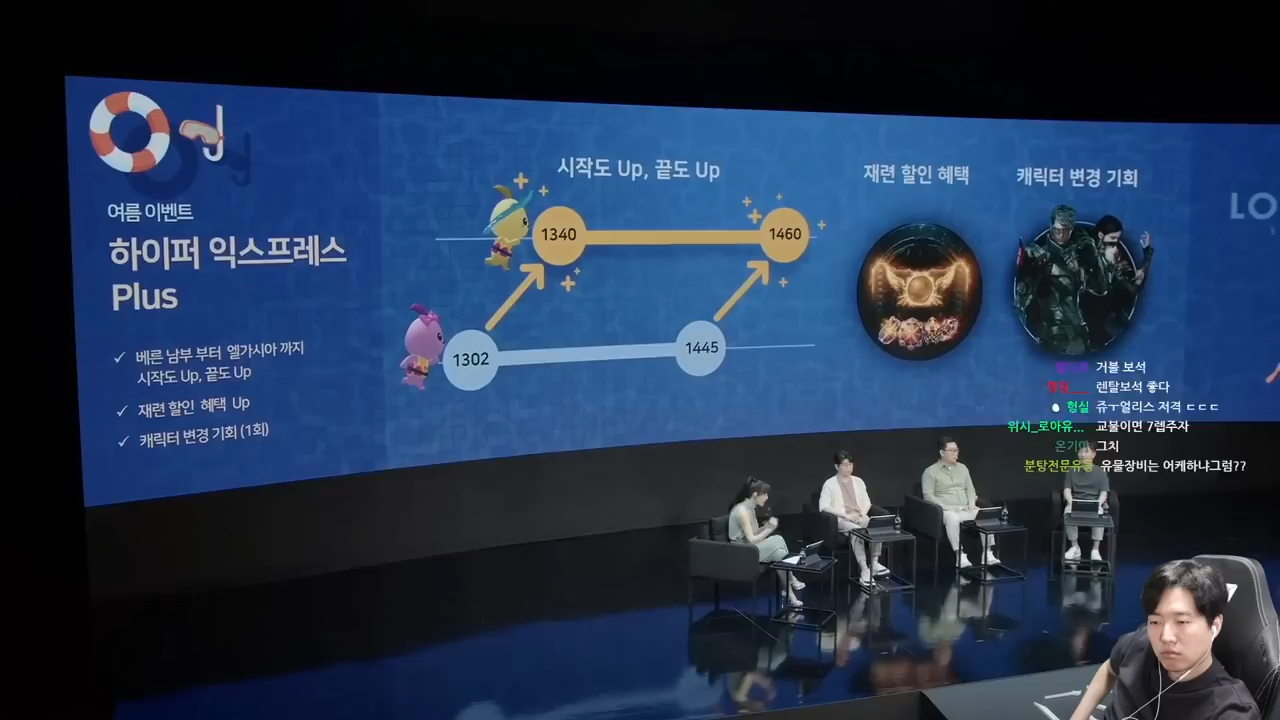 여름 이벤트
하이퍼 익스프레스
Plus
✓ 베른 남부 부터 엘가시아 까지
시작도 Up, 끝도 Up
✓ 재련 할인 혜택 Up
✓ 캐릭터 변경 기회 (1회)
시작도 Up, 끝도 Up
1340
1460
1302
1445
재련 할인 혜택
캐릭터 변경 기회
LO
거불 보석
렌탈보석 좋다
형실 쥬ㅜ얼리스 저격 ㄷㄷㄷ
위시_로아유... 교불이면 7렙주자
그치
분탕전문유 유물장비는 어케하냐그럼??